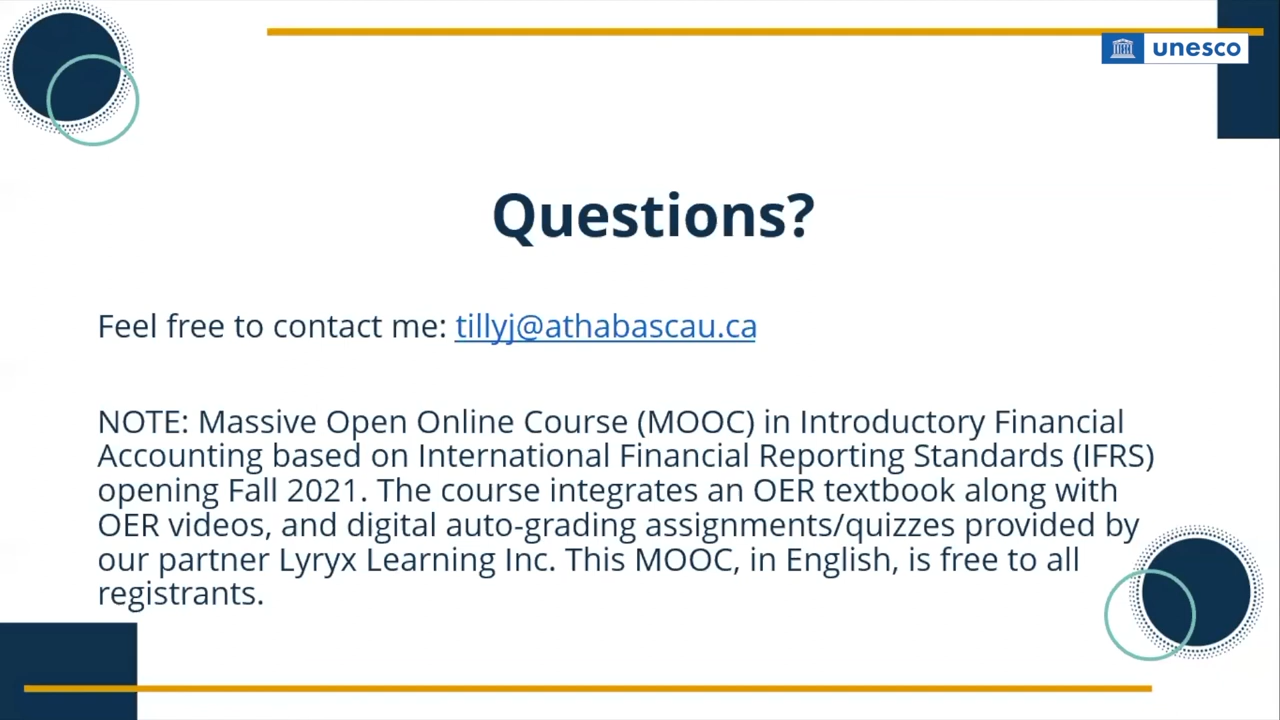 unesco
Questions?
Feel free to contact me: tillyj@athabascau.ca
NOTE: Massive Open Online Course (MOOC) in Introductory Financial
Accounting based on International Financial Reporting Standards (IFRS)
opening Fall 2021. The course integrates an OER textbook along with
OER videos, and digital auto-grading assignments/quizzes provided by
our partner Lyryx Learning Inc. This MOOC, in English, is free to all
registrants.